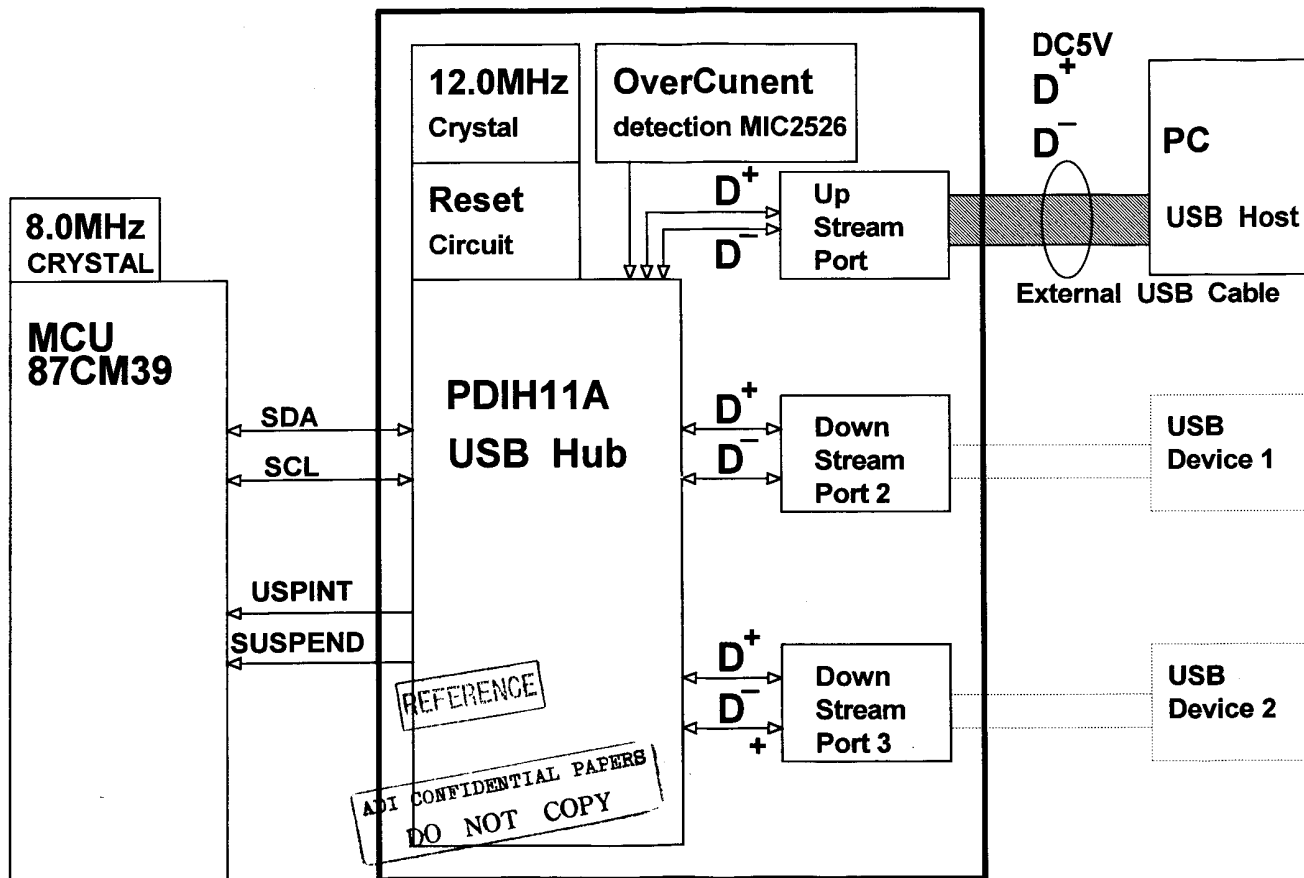 12.0MHz
Crystal
OverCunent
detection MIC2526
DC5V
D+
D−
PC
USB Host
External USB Cable
Reset
Circuit
D+
D−
Up
Stream
Port
8.0MHz
CRYSTAL
MCU
87CM39
SDA
SCL
USPINT
SUSPEND
PDIH11A
USB Hub
D+
D−
Down
Stream
Port 2
USB
Device 1
D+
D−
+
Down
Stream
Port 3
USB
Device 2
REFERENCE
ADI CONFIDENTIAL PAPERS
DO NOT COPY